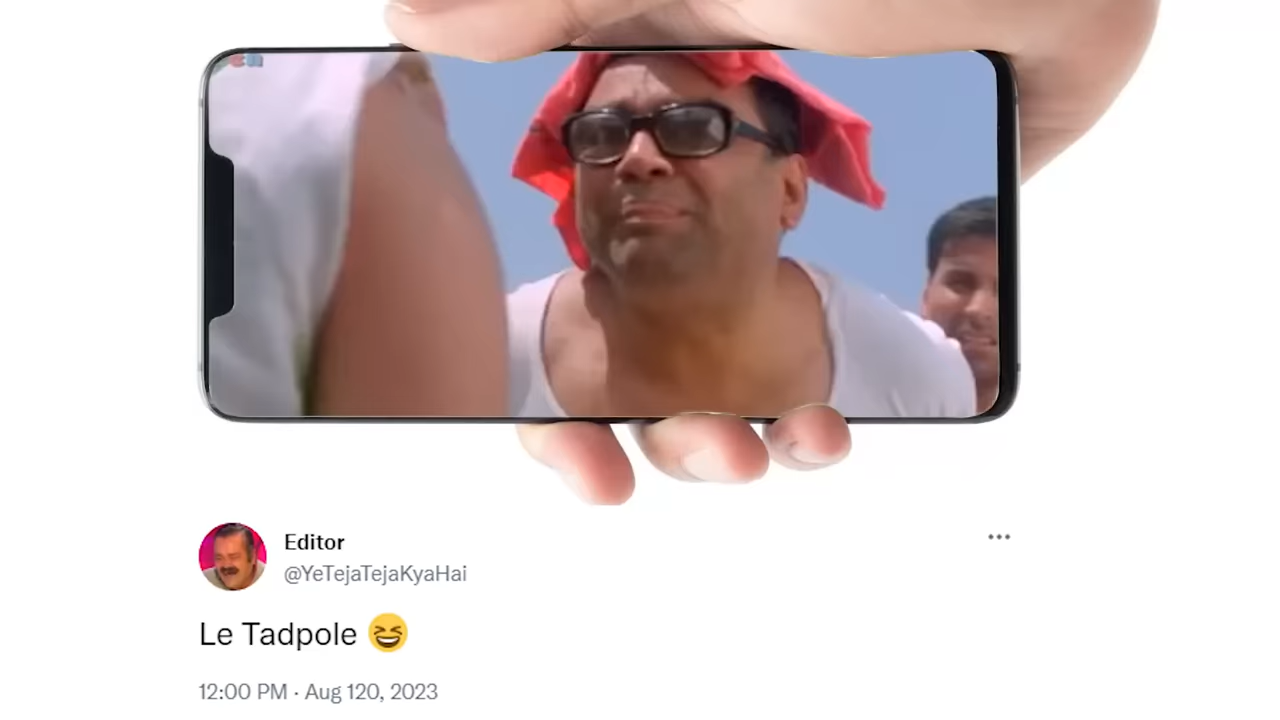 Editor
@YeTejaTejaKyaHai
Le Tadpole 😆
12:00 PM · Aug 120, 2023